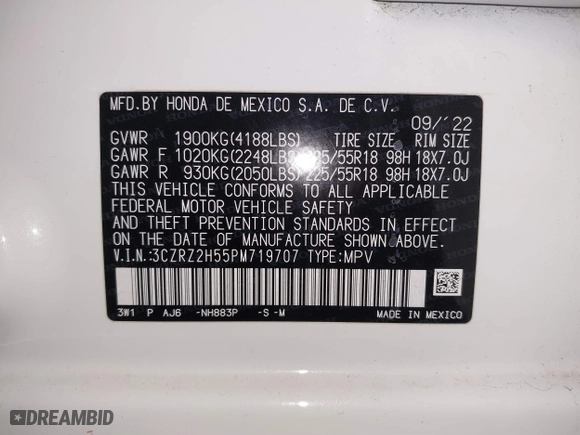 MFD.BY HONDA DE MEXICO S.A. DE C.V.
09/'22
GVWR 1900KG(4188LBS) TIRE SIZE RIM SIZE
GAWR F 1020KG(2248LBS) 225/55R18 98H 18X7.0J
GAWR R 930KG(2050LBS) 225/55R18 98H 18X7.0J
THIS VEHICLE CONFORMS TO ALL APPLICABLE
FEDERAL MOTOR VEHICLE SAFETY
AND THEFT PREVENTION STANDARDS IN EFFECT
ON THE DATE OF MANUFACTURE SHOWN ABOVE.
V.I.N.:3CZRZ2H55PM719707 TYPE:MPV
3W1 P AJ6 -NH883P -S -M MADE IN MEXICO
DREAMBID